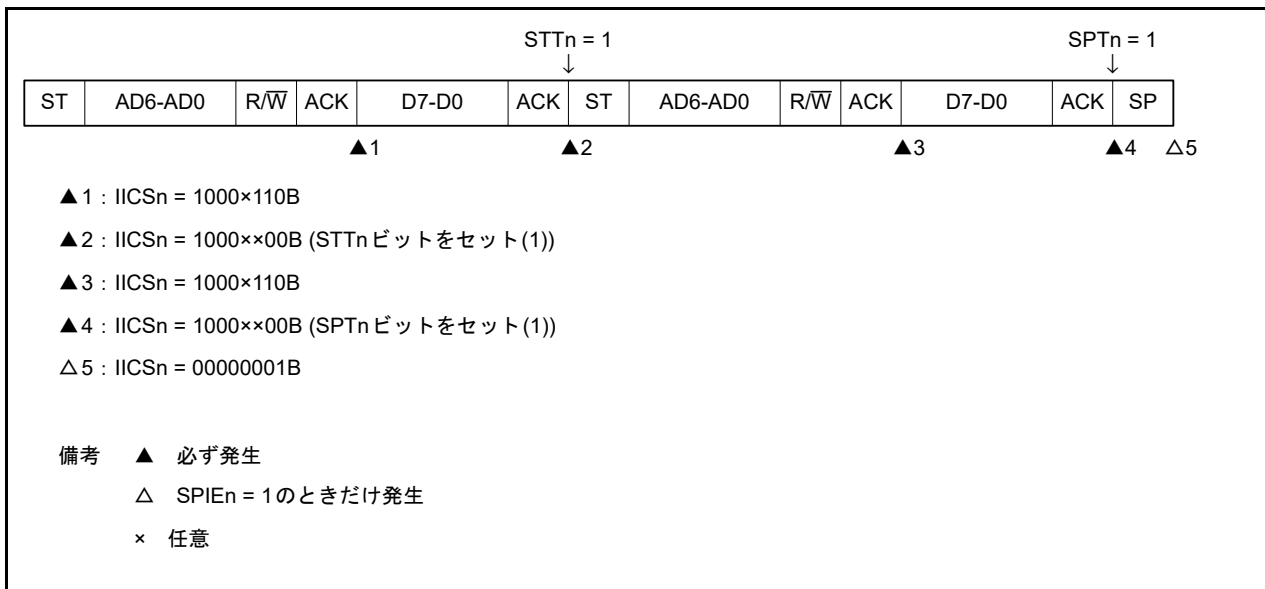 STTn = 1 SPTn = 1
↓ ↓
ST AD6-AD0 R/W̅ ACK D7-D0 ACK ST AD6-AD0 R/W̅ ACK D7-D0 ACK SP
▲1 ▲2 ▲3 ▲4 △5
▲1：IICSn = 1000×110B
▲2：IICSn = 1000××00B (STTnビットをセット(1))
▲3：IICSn = 1000×110B
▲4：IICSn = 1000××00B (SPTnビットをセット(1))
△5：IICSn = 00000001B
備考 ▲ 必ず発生
△ SPIEn = 1のときだけ発生
× 任意